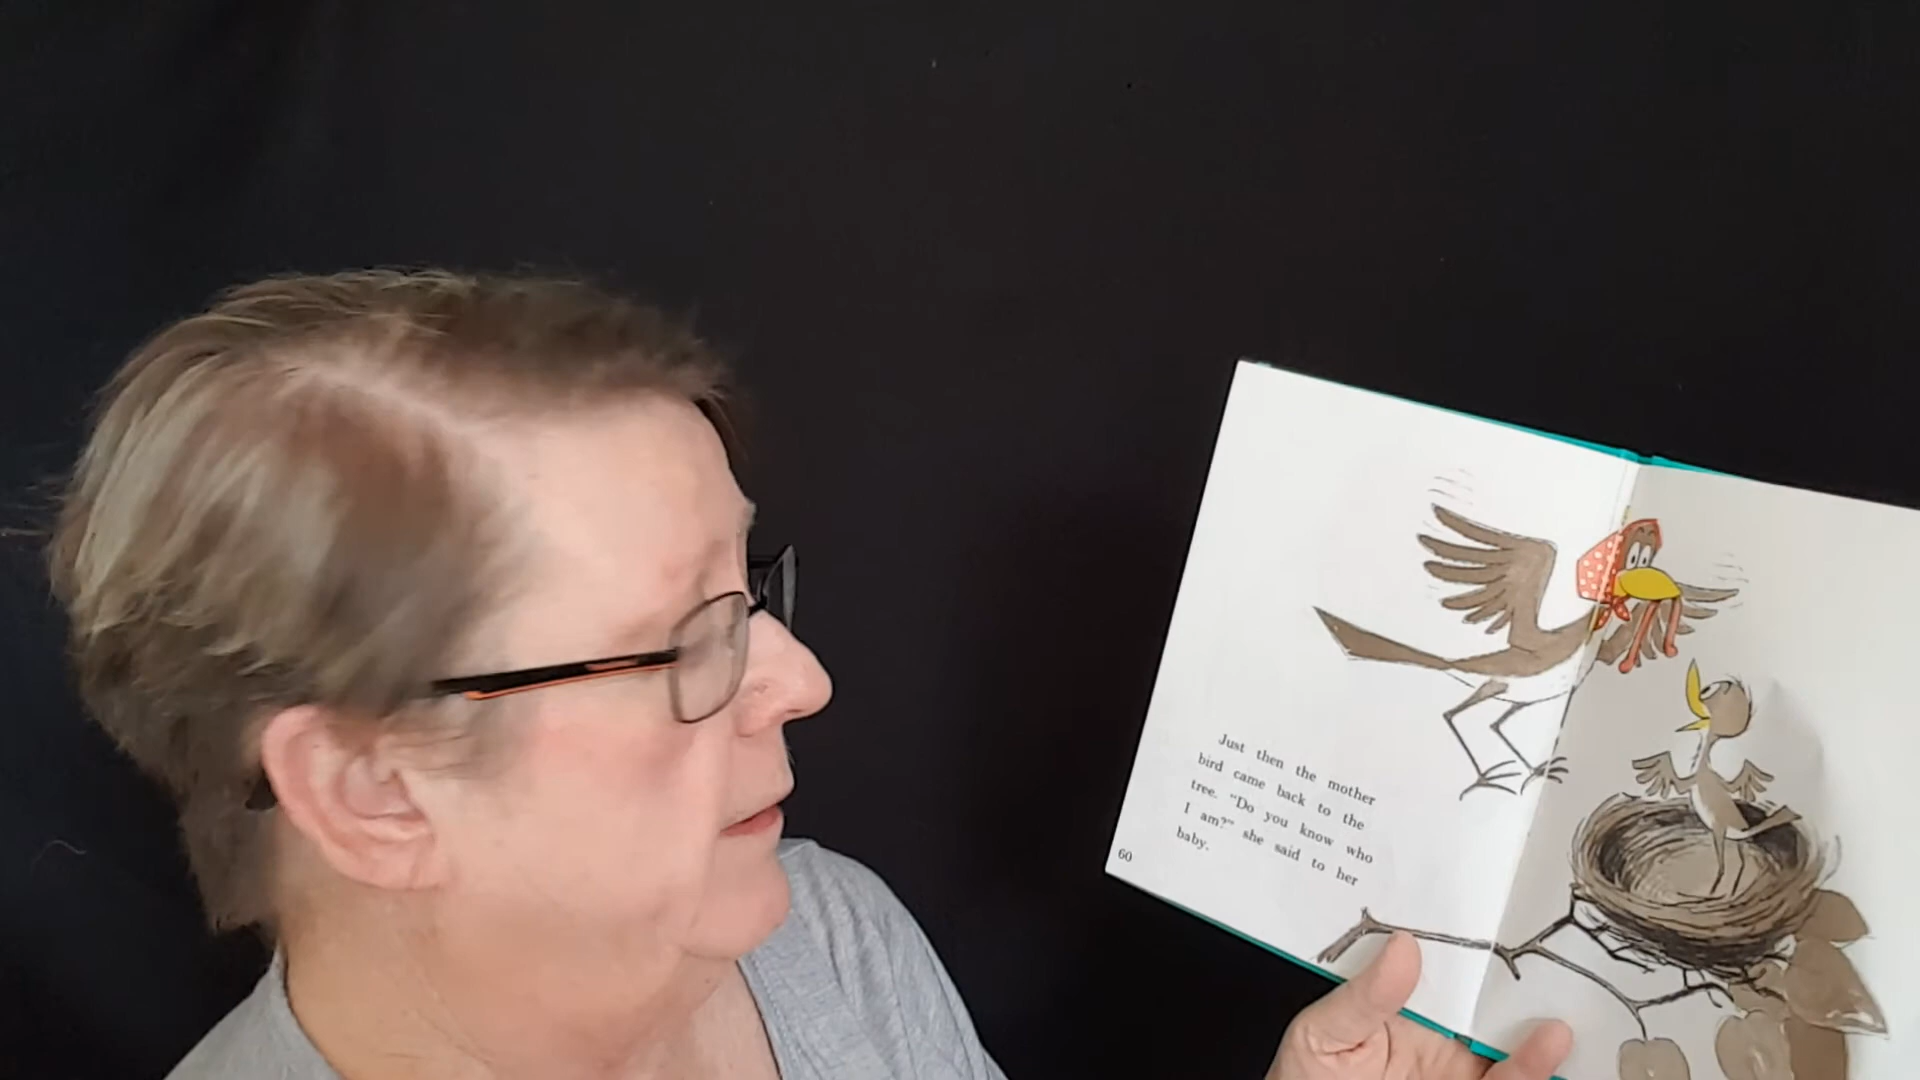 Just then the mother
bird came back to the
tree. "Do you know who
I am?" she said to her
baby.
60